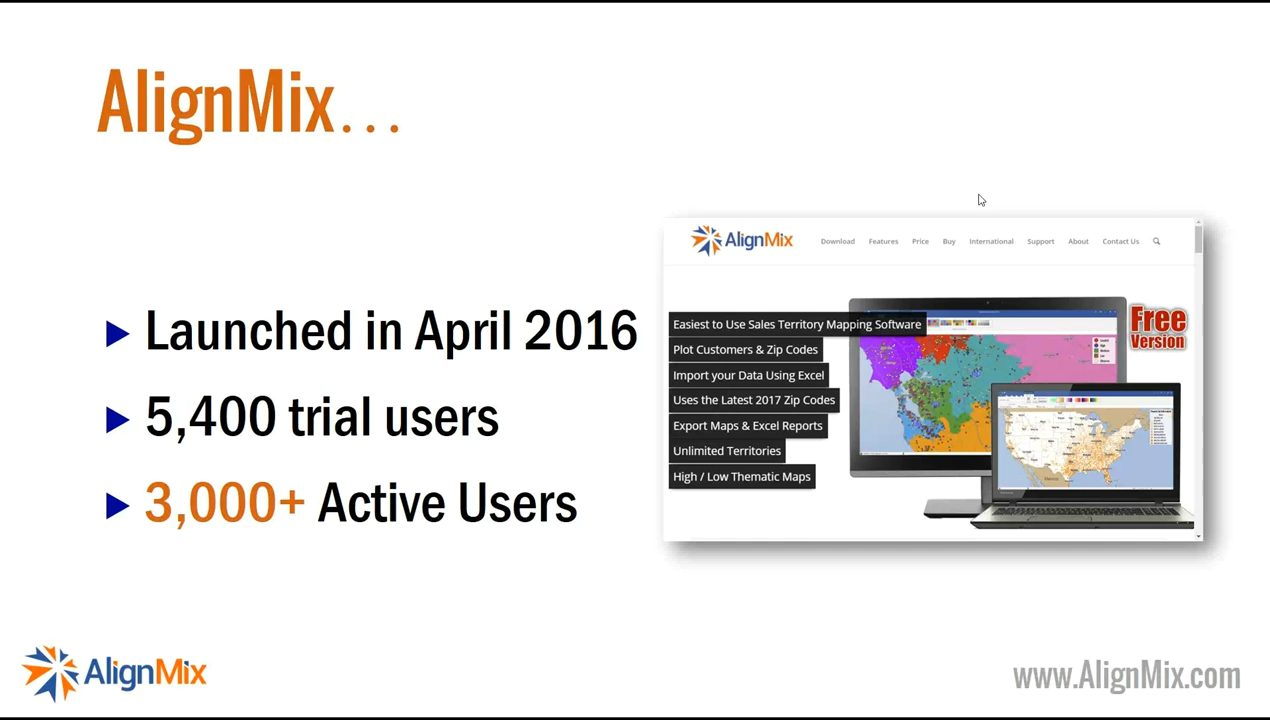 AlignMix...
Launched in April 2016
5,400 trial users
3,000+ Active Users
AlignMix
Download Features Price Buy International Support About Contact Us
Easiest to Use Sales Territory Mapping Software
Plot Customers & Zip Codes
Import your Data Using Excel
Uses the Latest 2017 Zip Codes
Export Maps & Excel Reports
Unlimited Territories
High / Low Thematic Maps
Free
Version
Mexico
AlignMix
www.AlignMix.com